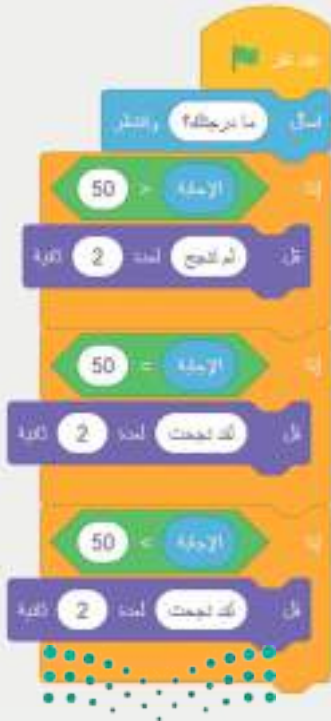 عند نقر
اسأل ما درجتك؟ وانتظر
إذا الإجابة < 50
قل لم تنجح لمدة 2 ثانية
إذا الإجابة = 50
قل لقد نجحت لمدة 2 ثانية
إذا الإجابة > 50
قل لقد نجحت لمدة 2 ثانية